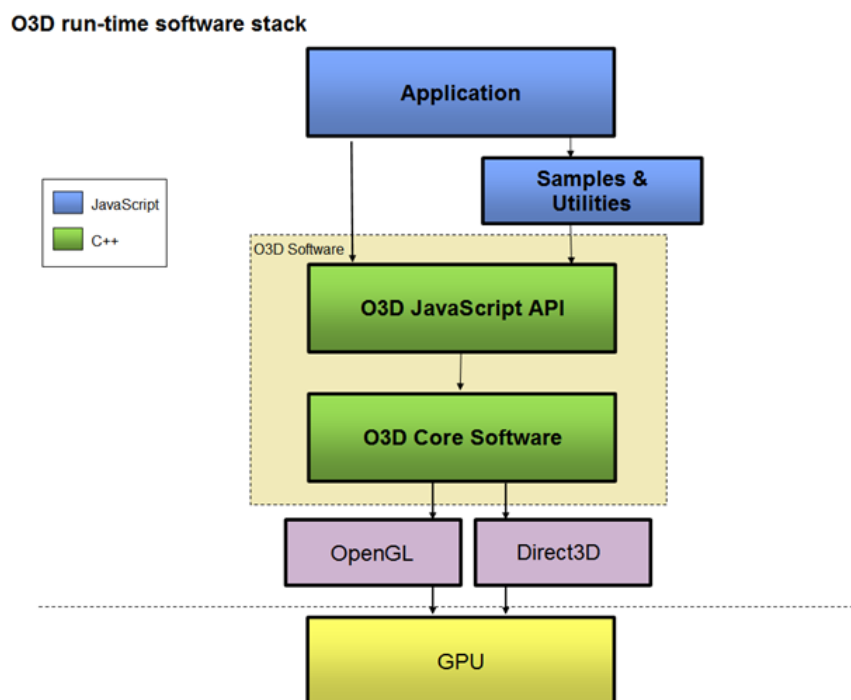 O3D run-time software stack
Application
Samples &
Utilities
JavaScript
C++
O3D Software
O3D JavaScript API
O3D Core Software
OpenGL
Direct3D
GPU